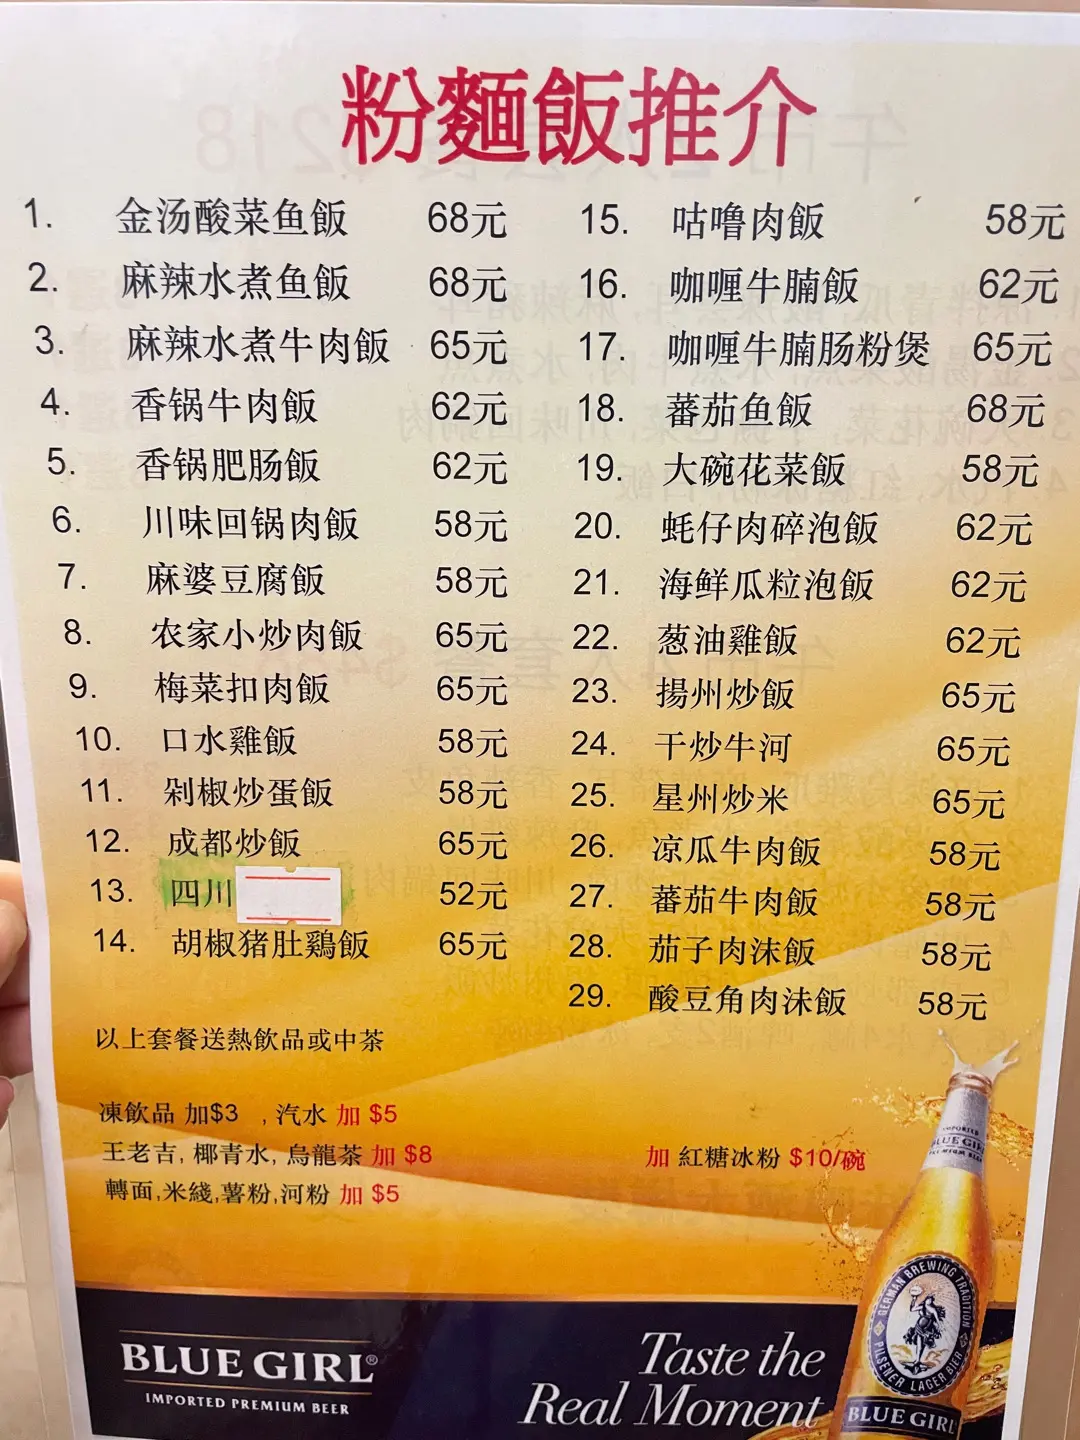 粉麵飯推介
1. 金汤酸菜鱼飯 68元
2. 麻辣水煮鱼飯 68元
3. 麻辣水煮牛肉飯 65元
4. 香锅牛肉飯 62元
5. 香锅肥肠飯 62元
6. 川味回锅肉飯 58元
7. 麻婆豆腐飯 58元
8. 农家小炒肉飯 65元
9. 梅菜扣肉飯 65元
10. 口水雞飯 58元
11. 剁椒炒蛋飯 58元
12. 成都炒飯 65元
13. 四川 52元
14. 胡椒猪肚鷄飯 65元
15. 咕噜肉飯 58元
16. 咖喱牛腩飯 62元
17. 咖喱牛腩肠粉煲 65元
18. 蕃茄鱼飯 68元
19. 大碗花菜飯 58元
20. 蚝仔肉碎泡飯 62元
21. 海鲜瓜粒泡飯 62元
22. 葱油雞飯 62元
23. 揚州炒飯 65元
24. 干炒牛河 65元
25. 星州炒米 65元
26. 凉瓜牛肉飯 58元
27. 蕃茄牛肉飯 58元
28. 茄子肉沫飯 58元
29. 酸豆角肉沫飯 58元
以上套餐送熱飲品或中茶
凍飲品 加$3 , 汽水 加 $5
王老吉, 椰青水, 烏龍茶 加 $8
轉面,米綫,薯粉,河粉 加 $5
加 紅糖冰粉 $10/碗
BLUE GIRL®
IMPORTED PREMIUM BEER
Taste the
Real Moment
IMPORTED
BLUE GIRL
PREMIUM BEER
GERMAN BREWING TRADITION
PILSENER LAGER BIER
BLUE GIRL